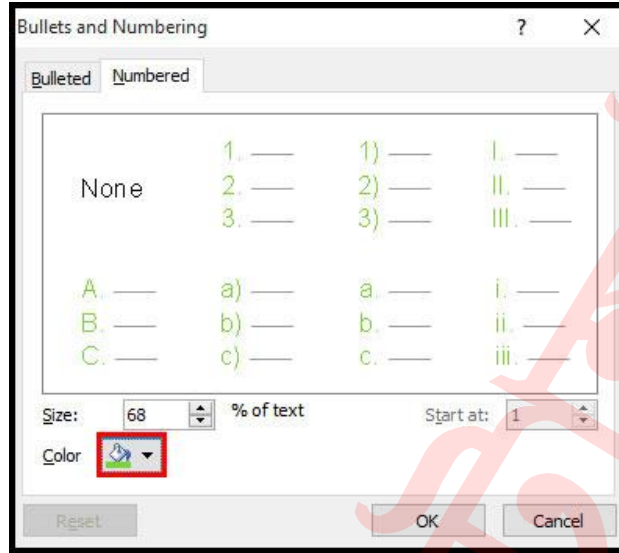 Bullets and Numbering ? X
Bulleted Numbered
None
1.
2.
3.
1)
2)
3)
I.
II.
III.
A.
B.
C.
a)
b)
c)
a.
b.
c.
i.
ii.
iii.
Size: 68 % of text Start at: 1
Color
Reset OK Cancel